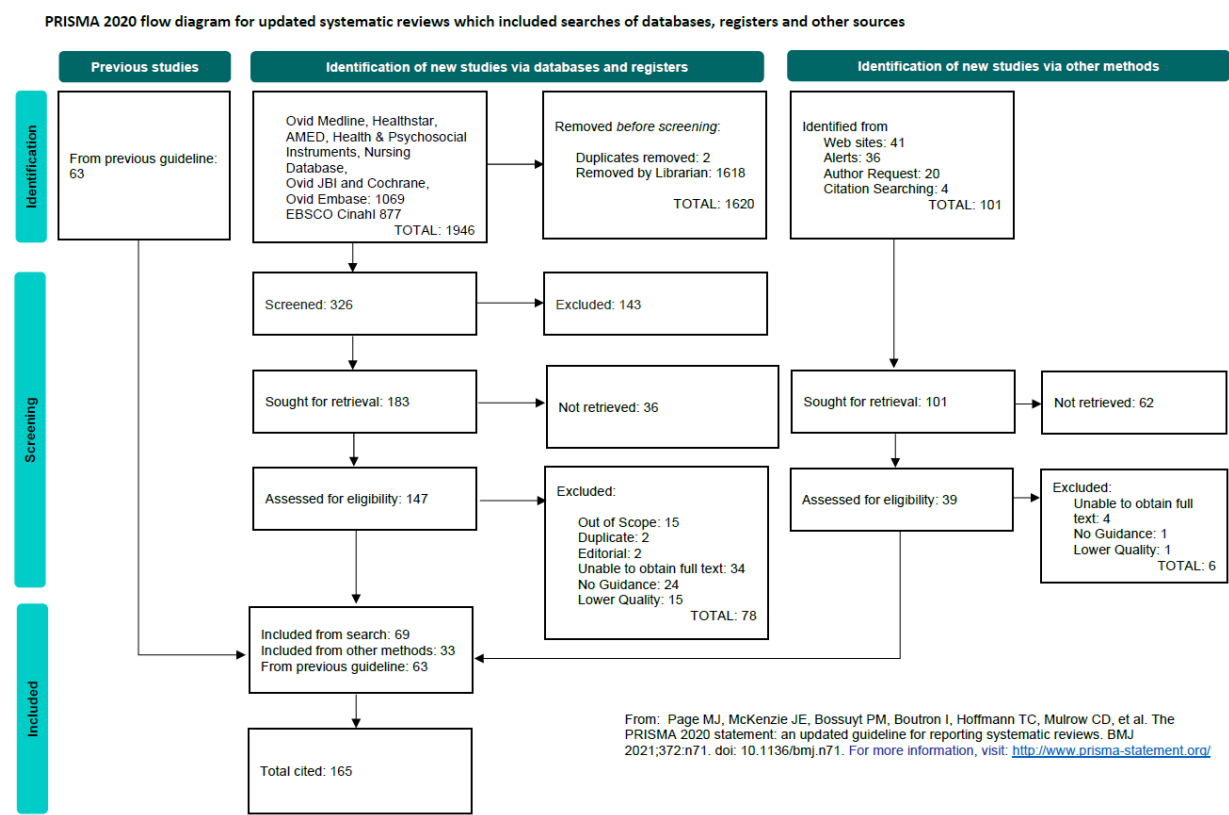 PRISMA 2020 flow diagram for updated systematic reviews which included searches of databases, registers and other sources
Previous studies
Identification of new studies via databases and registers
Identification of new studies via other methods
Identification
From previous guideline:
63
Ovid Medline, Healthstar,
AMED, Health & Psychosocial
Instruments, Nursing
Database,
Ovid JBI and Cochrane,
Ovid Embase: 1069
EBSCO Cinahl 877
TOTAL: 1946
Removed before screening:
Duplicates removed: 2
Removed by Librarian: 1618
TOTAL: 1620
Identified from
Web sites: 41
Alerts: 36
Author Request: 20
Citation Searching: 4
TOTAL: 101
Screening
Screened: 326
Excluded: 143
Sought for retrieval: 183
Not retrieved: 36
Sought for retrieval: 101
Not retrieved: 62
Assessed for eligibility: 147
Excluded:
Out of Scope: 15
Duplicate: 2
Editorial: 2
Unable to obtain full text: 34
No Guidance: 24
Lower Quality: 15
TOTAL: 78
Assessed for eligibility: 39
Excluded:
Unable to obtain full
text: 4
No Guidance: 1
Lower Quality: 1
TOTAL: 6
Included
Included from search: 69
Included from other methods: 33
From previous guideline: 63
Total cited: 165
From: Page MJ, McKenzie JE, Bossuyt PM, Boutron I, Hoffmann TC, Mulrow CD, et al. The
PRISMA 2020 statement: an updated guideline for reporting systematic reviews. BMJ
2021;372:n71. doi: 10.1136/bmj.n71. For more information, visit: http://www.prisma-statement.org/